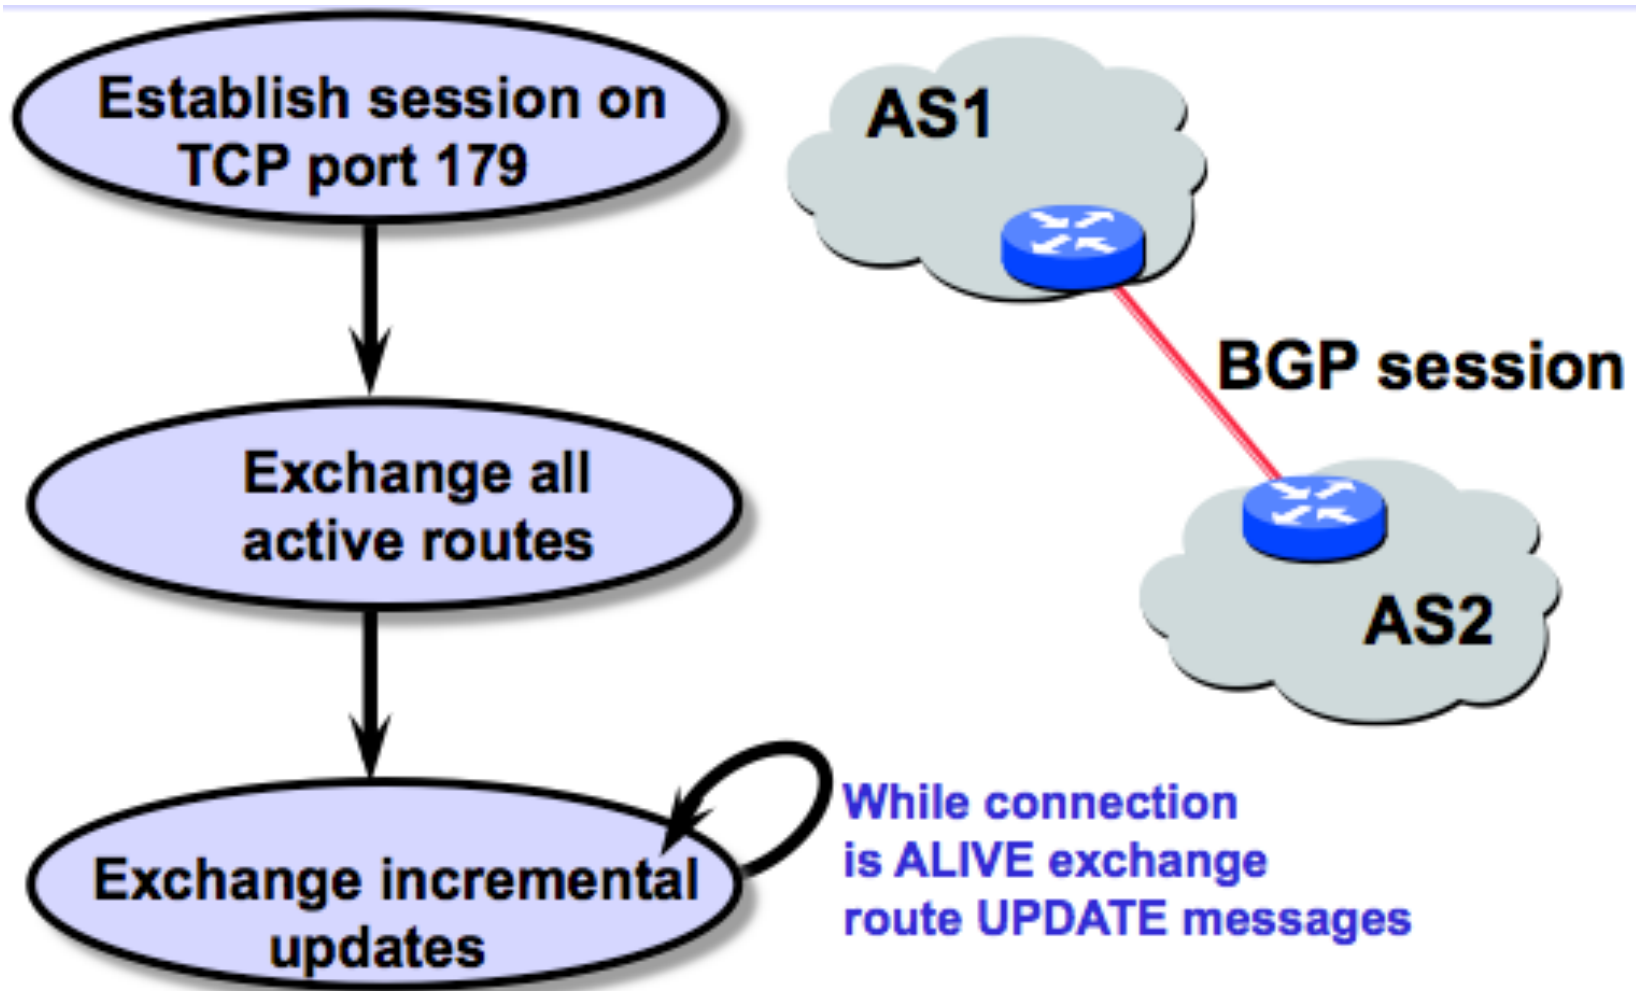 Establish session on
TCP port 179
Exchange all
active routes
Exchange incremental
updates
While connection
is ALIVE exchange
route UPDATE messages
AS1
BGP session
AS2